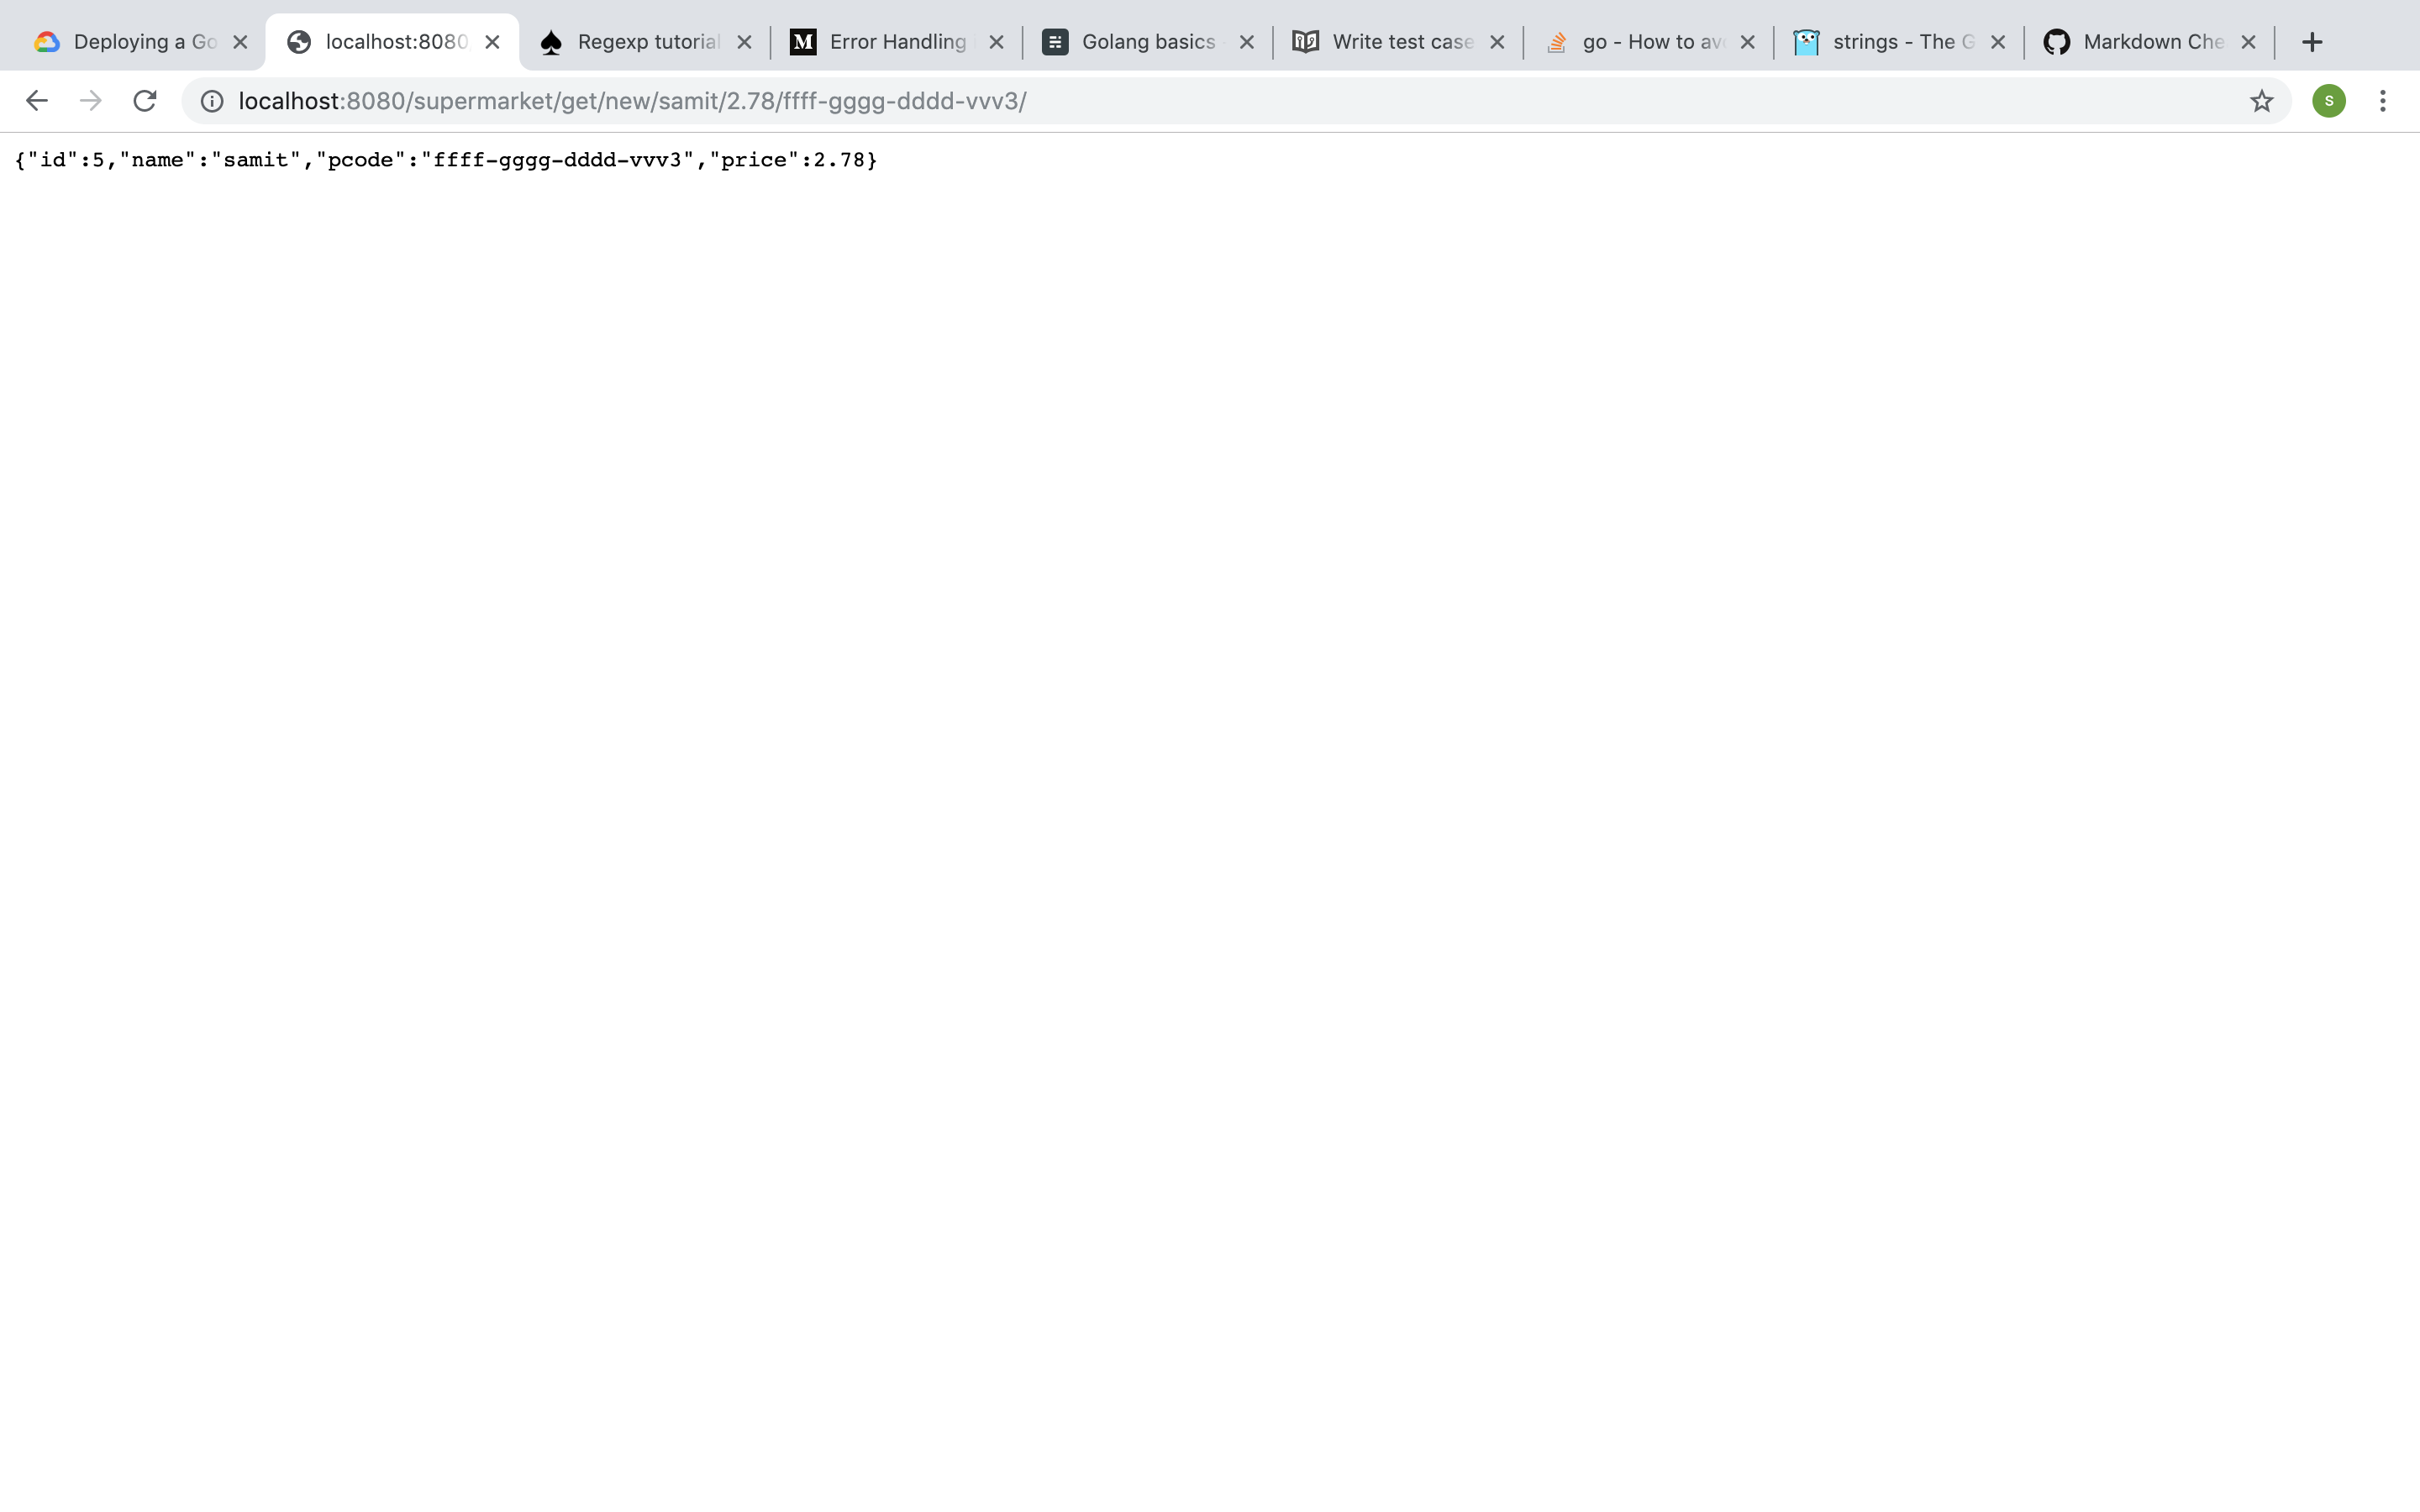 Deploying a Go
localhost:8080
Regexp tutorial
M
Error Handling
Golang basics
Write test case
go - How to av
strings - The G
Markdown Che
localhost:8080/supermarket/get/new/samit/2.78/ffff-gggg-dddd-vvv3/
S
{"id":5,"name":"samit","pcode":"ffff-gggg-dddd-vvv3","price":2.78}